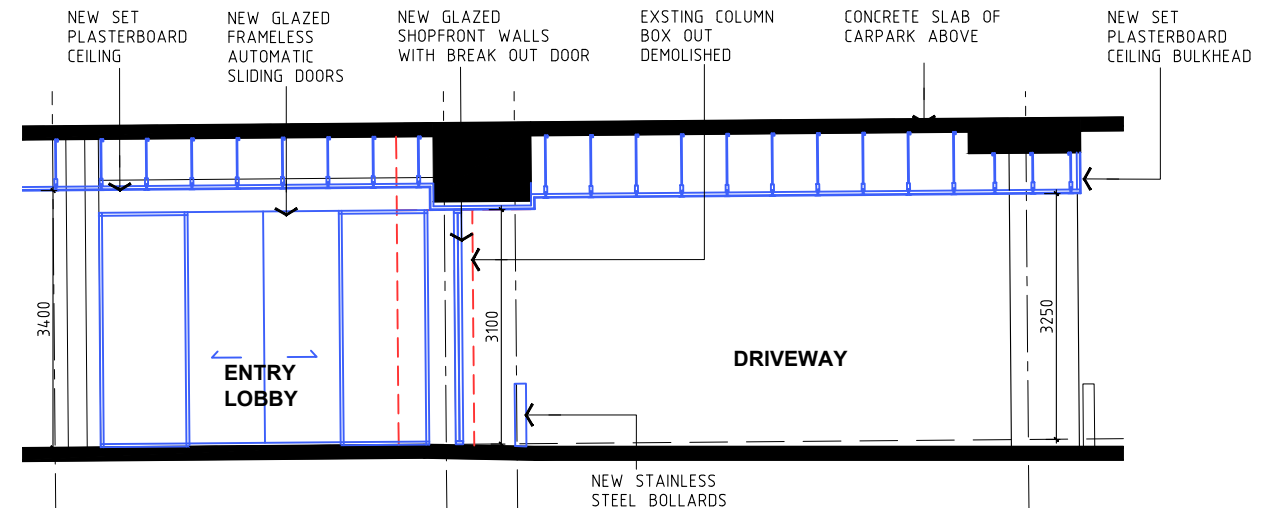 NEW SET
PLASTERBOARD
CEILING
NEW GLAZED
FRAMELESS
AUTOMATIC
SLIDING DOORS
NEW GLAZED
SHOPFRONT WALLS
WITH BREAK OUT DOOR
EXSTING COLUMN
BOX OUT
DEMOLISHED
CONCRETE SLAB OF
CARPARK ABOVE
NEW SET
PLASTERBOARD
CEILING BULKHEAD
3400
ENTRY
LOBBY
3100
DRIVEWAY
3250
NEW STAINLESS
STEEL BOLLARDS